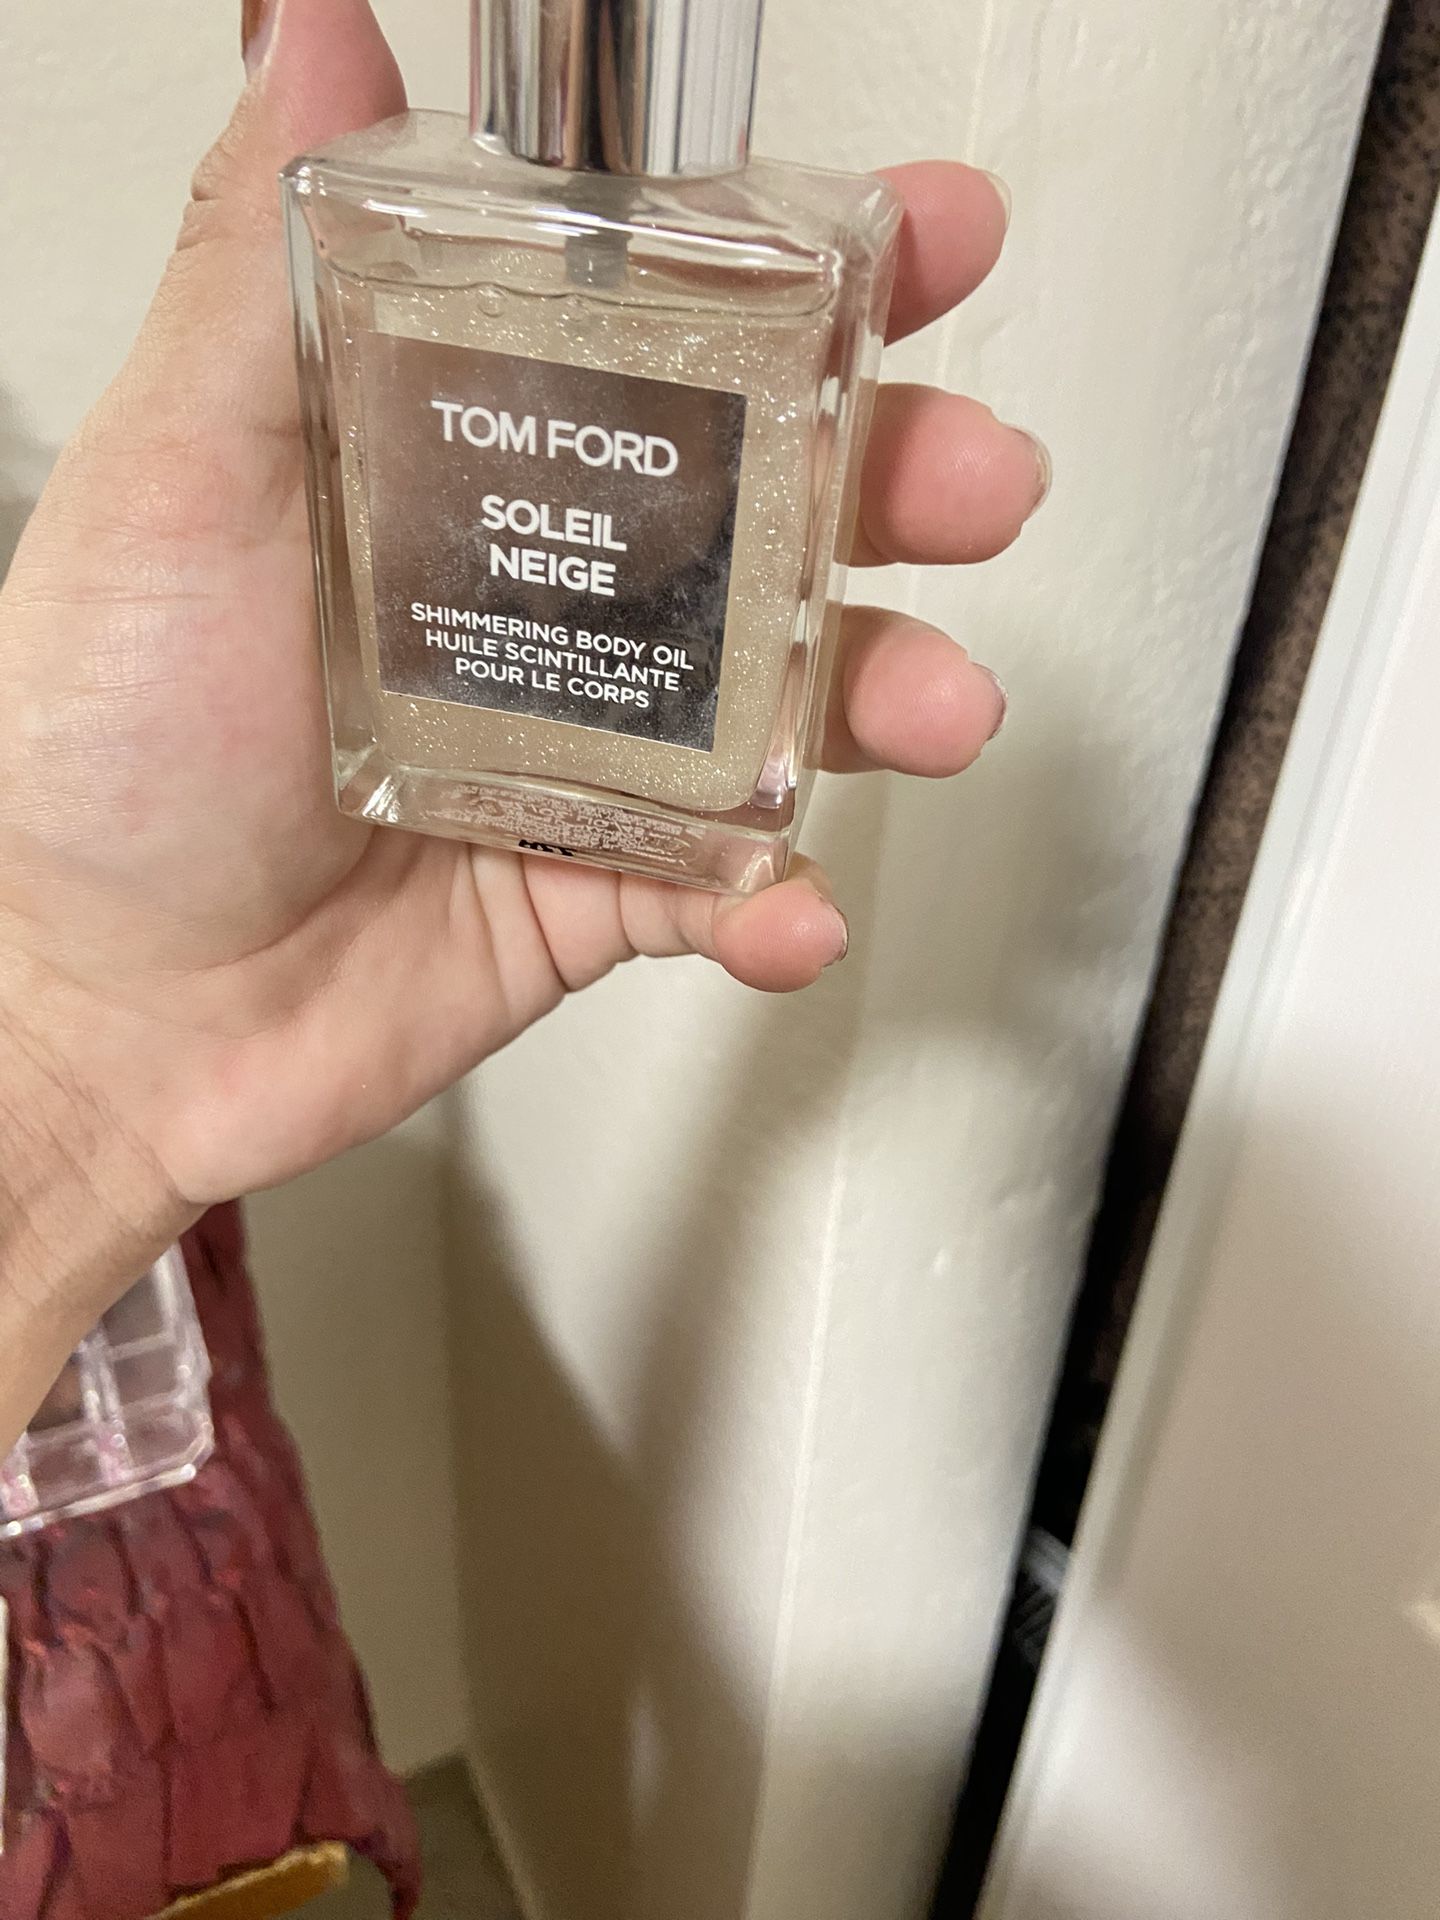 TOM FORD
SOLEIL
NEIGE
SHIMMERING BODY OIL
HUILE SCINTILLANTE
POUR LE CORPS